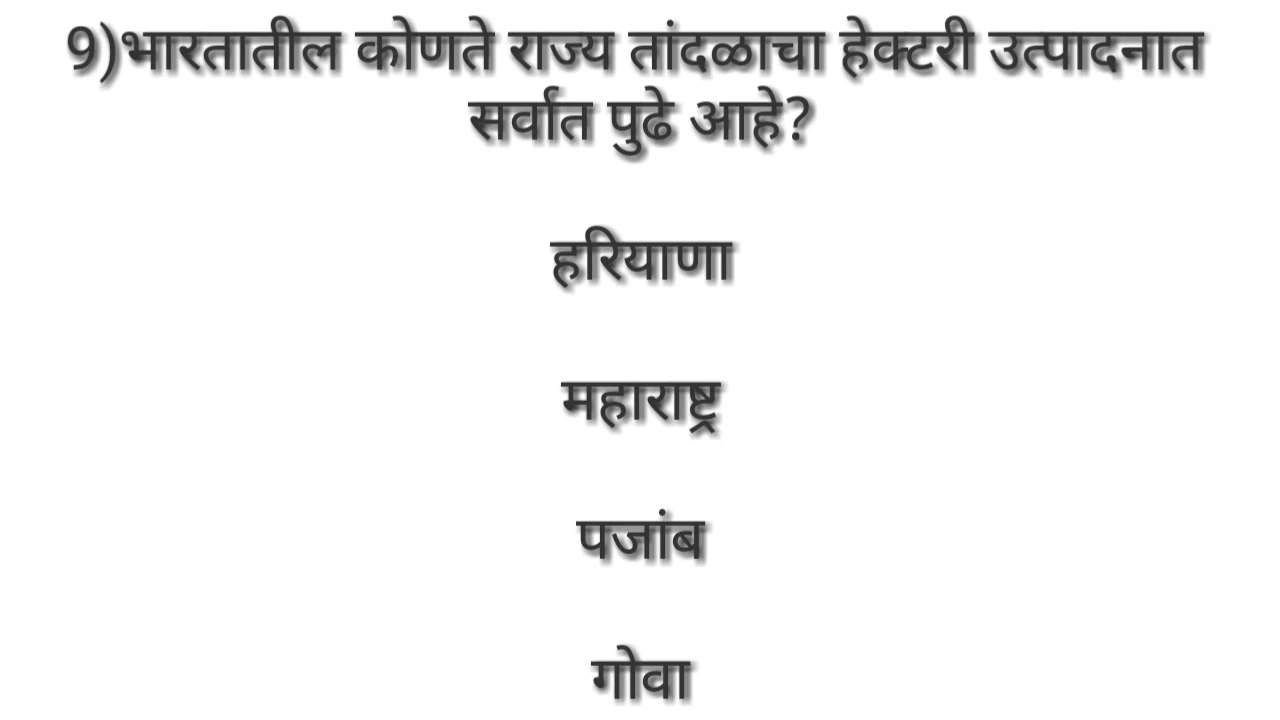 9)भारतातील कोणते राज्य तांदळाचा हेक्टरी उत्पादनात
सर्वात पुढे आहे?
हरियाणा
महाराष्ट्र
पजांब
गोवा